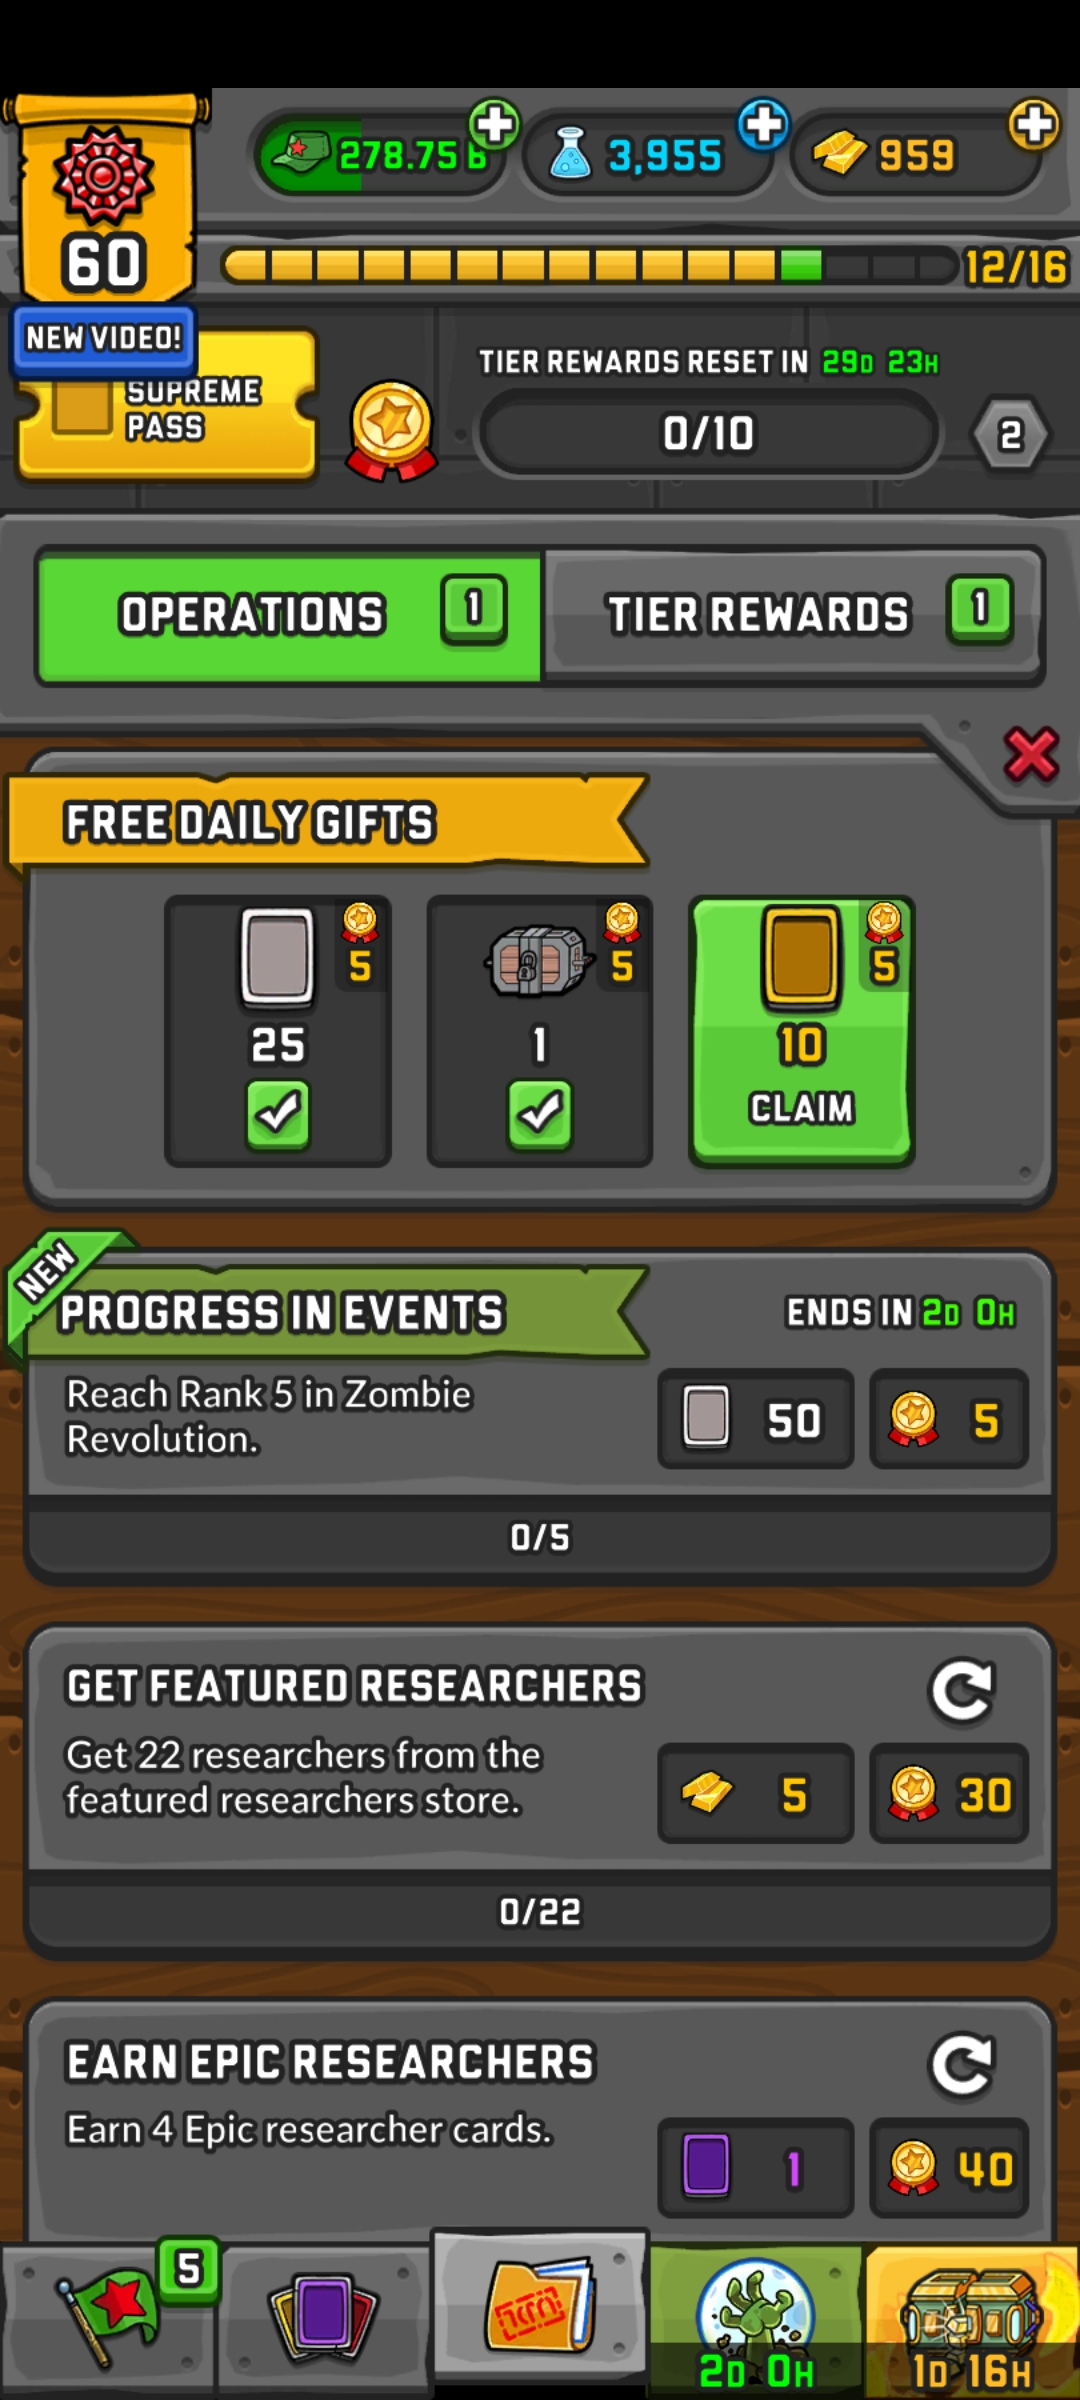 278.75 B
3,955
959
60
12/16
NEW VIDEO!
SUPREME
PASS
TIER REWARDS RESET IN 29D 23H
0/10
2
OPERATIONS 1
TIER REWARDS 1
FREE DAILY GIFTS
5
5
5
25
1
10
CLAIM
NEW
PROGRESS IN EVENTS
ENDS IN 2D 0H
Reach Rank 5 in Zombie
Revolution.
50
5
0/5
GET FEATURED RESEARCHERS
Get 22 researchers from the
featured researchers store.
5
30
0/22
EARN EPIC RESEARCHERS
Earn 4 Epic researcher cards.
1
40
5
2D 0H
1D 16H